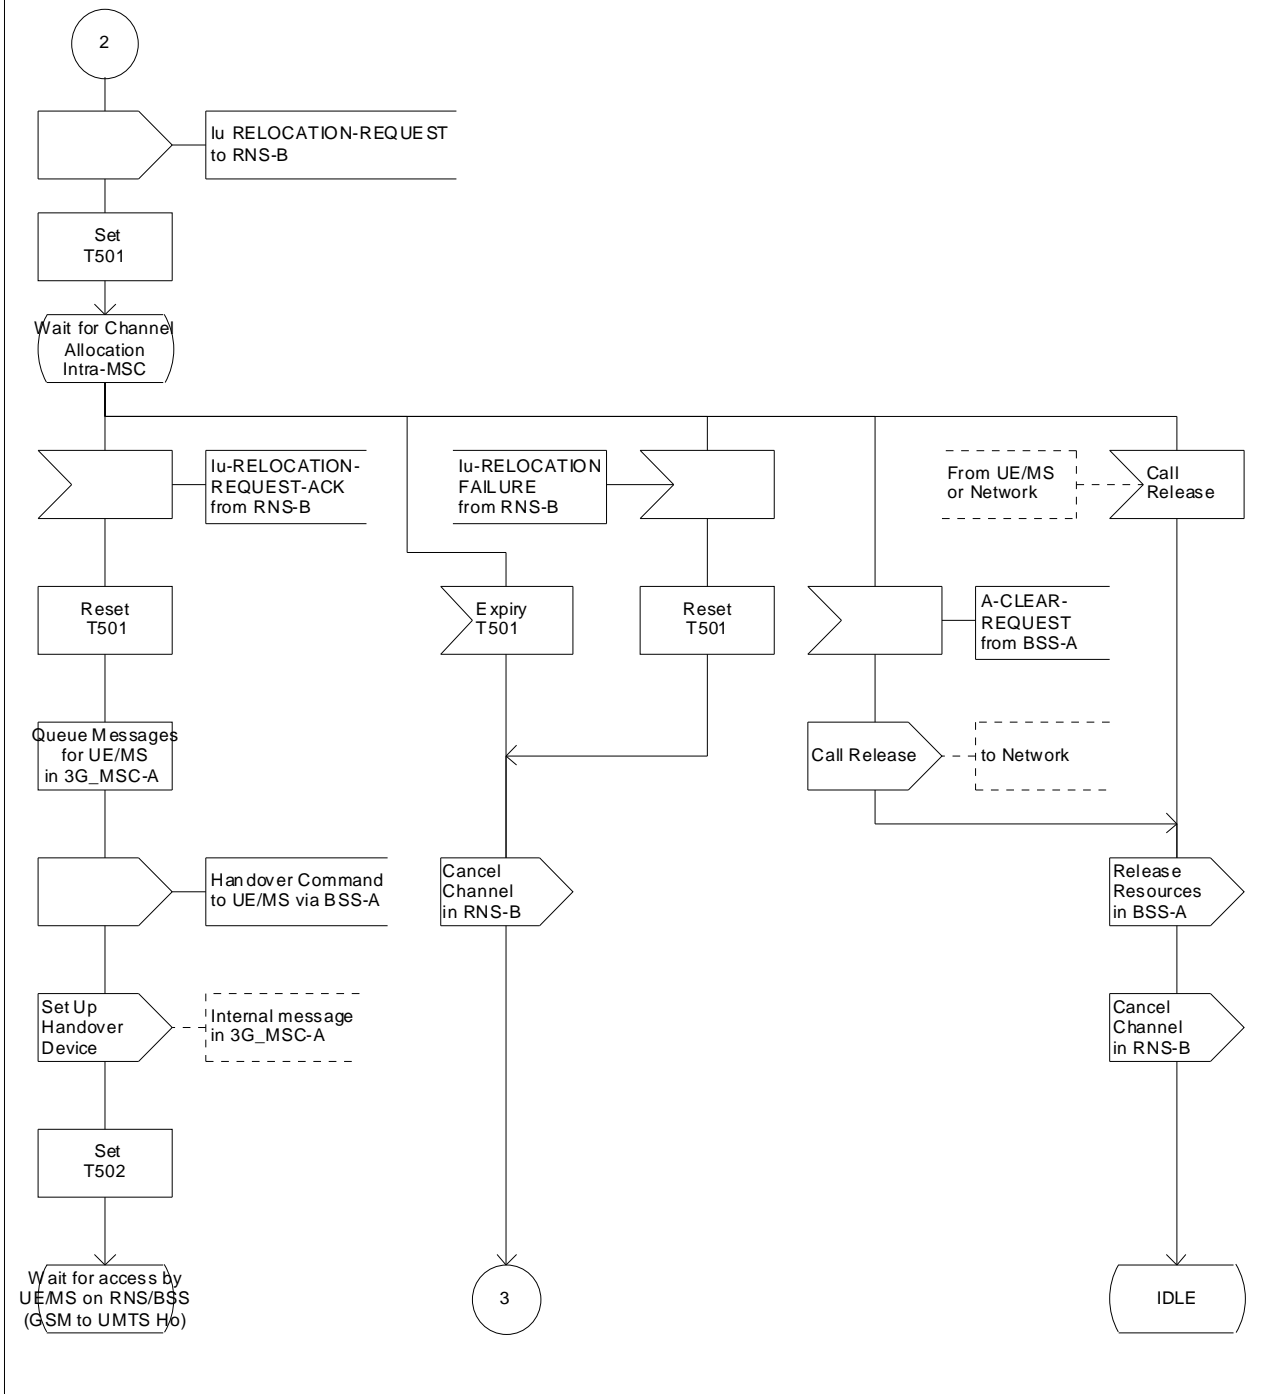 2
Iu RELOCATION-REQUEST
to RNS-B
Set
T501
Wait for Channel
Allocation
Intra-MSC
Iu-RELOCATION-
REQUEST-ACK
from RNS-B
Iu-RELOCATION
FAILURE
from RNS-B
From UE/MS
or Network
Call
Release
Reset
T501
Expiry
T501
Reset
T501
A-CLEAR-
REQUEST
from BSS-A
Queue Messages
for UE/MS
in 3G_MSC-A
Call Release
to Network
Handover Command
to UE/MS via BSS-A
Cancel
Channel
in RNS-B
Release
Resources
in BSS-A
Set Up
Handover
Device
Internal message
in 3G_MSC-A
Cancel
Channel
in RNS-B
Set
T502
Wait for access by
UE/MS on RNS/BSS
(GSM to UMTS Ho)
3
IDLE